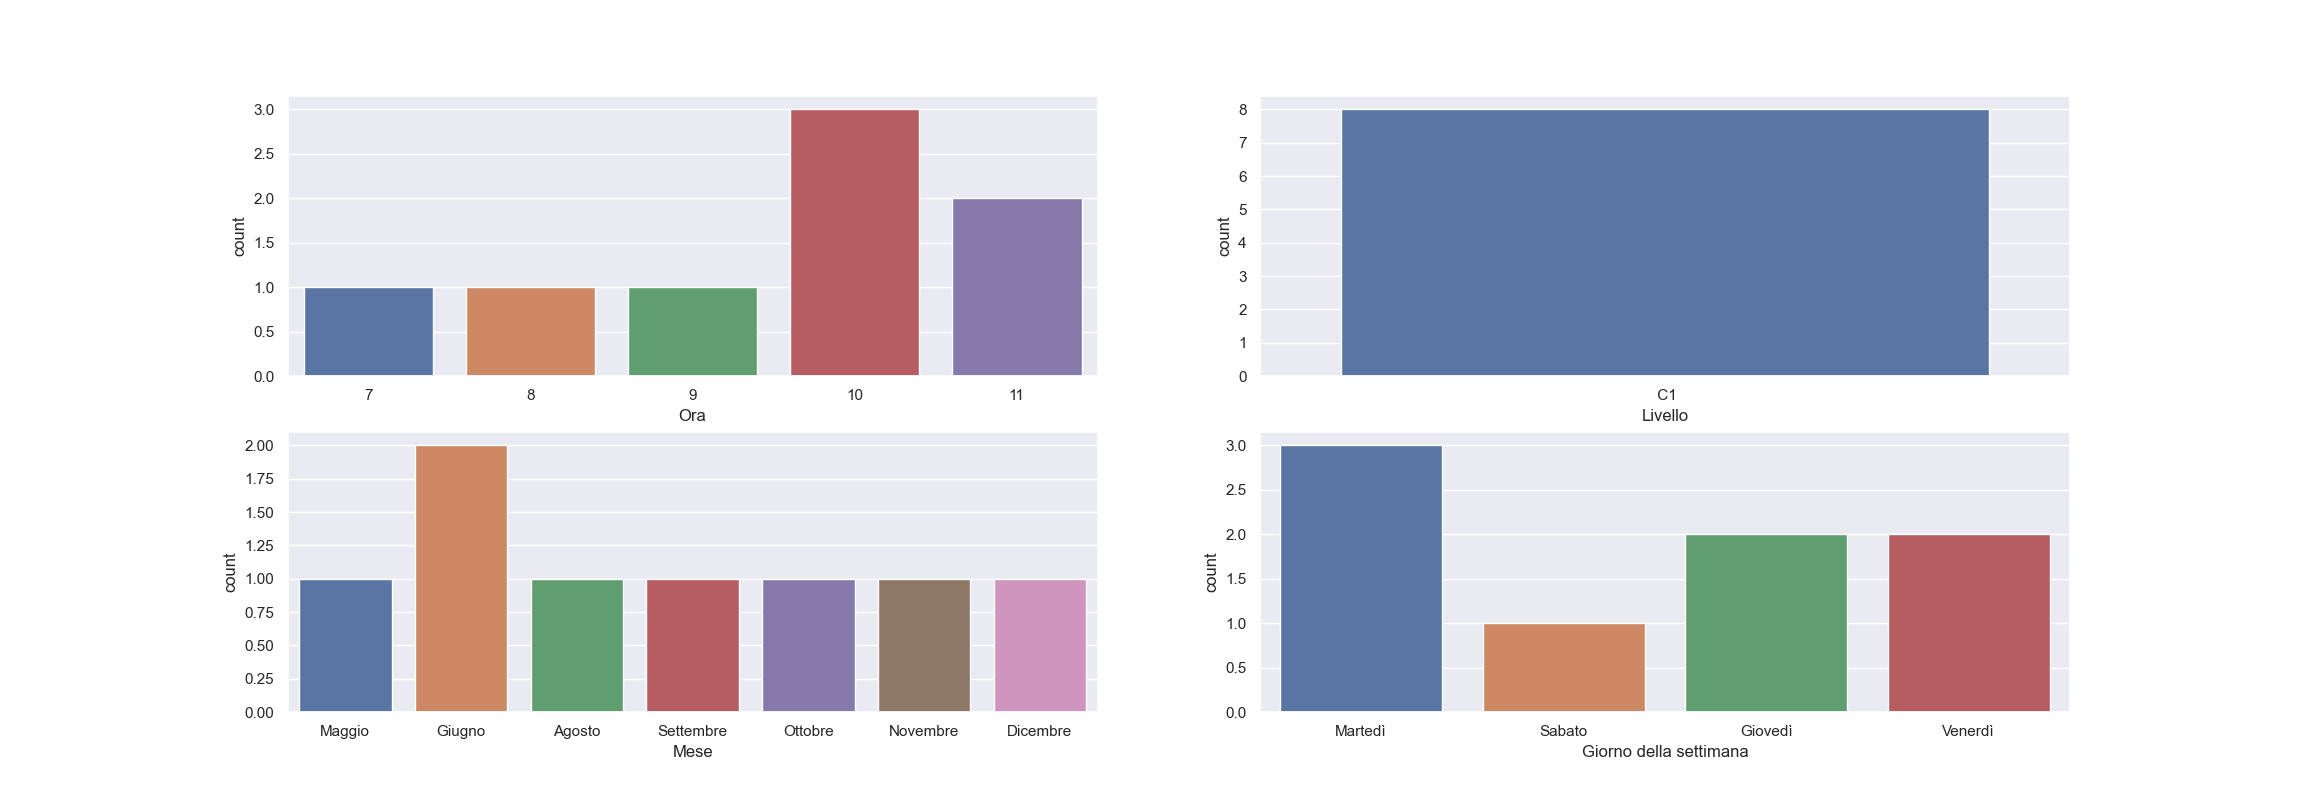 3.0
2.5
2.0
1.5
1.0
0.5
0.0
count
7 8 9 10 11
Ora
8
7
6
5
4
3
2
1
0
count
C1
Livello
2.00
1.75
1.50
1.25
1.00
0.75
0.50
0.25
0.00
count
Maggio Giugno Agosto Settembre Ottobre Novembre Dicembre
Mese
3.0
2.5
2.0
1.5
1.0
0.5
0.0
count
Martedì Sabato Giovedì Venerdì
Giorno della settimana